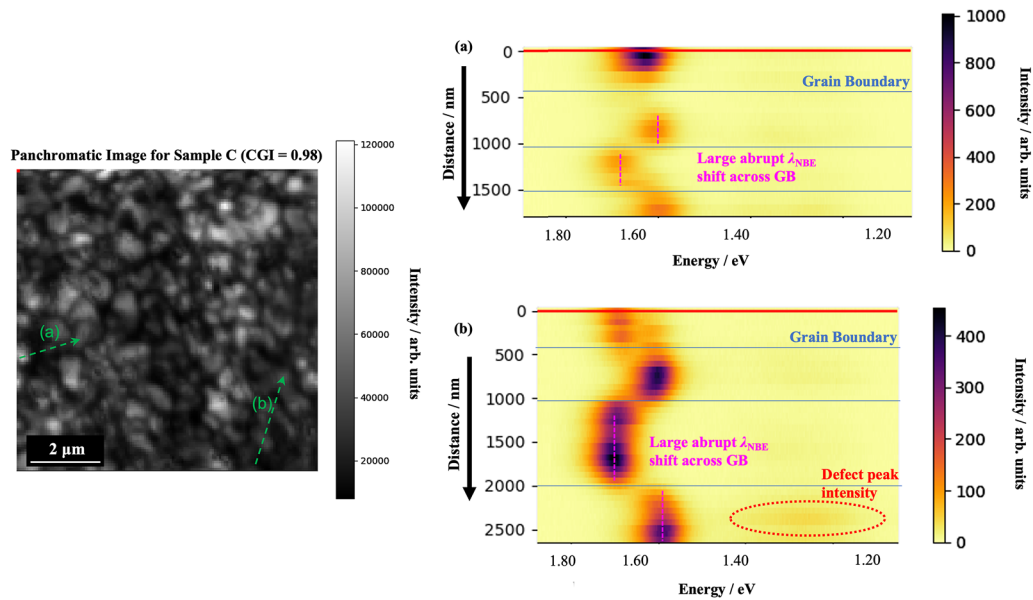 Panchromatic Image for Sample C (CGI = 0.98)
(a)
(b)
2 μm
120000
100000
80000
60000
40000
20000
Intensity / arb. units
(a)
0
500
1000
1500
Distance / nm
Grain Boundary
Large abrupt λNBE
shift across GB
1.80
1.60
1.40
1.20
Energy / eV
1000
800
600
400
200
0
Intensity / arb. units
(b)
0
500
1000
1500
2000
2500
Distance / nm
Grain Boundary
Large abrupt λNBE
shift across GB
Defect peak
intensity
1.80
1.60
1.40
1.20
Energy / eV
400
300
200
100
0
Intensity / arb. units